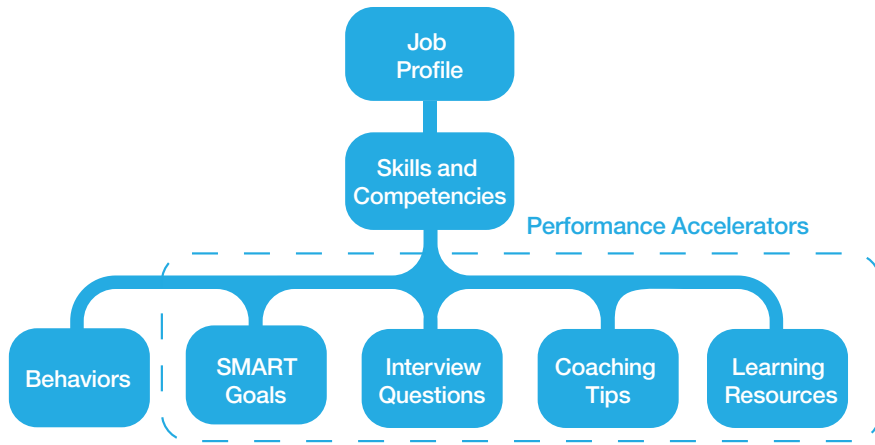 Job
Profile
Skills and
Competencies
Performance Accelerators
Behaviors
SMART
Goals
Interview
Questions
Coaching
Tips
Learning
Resources